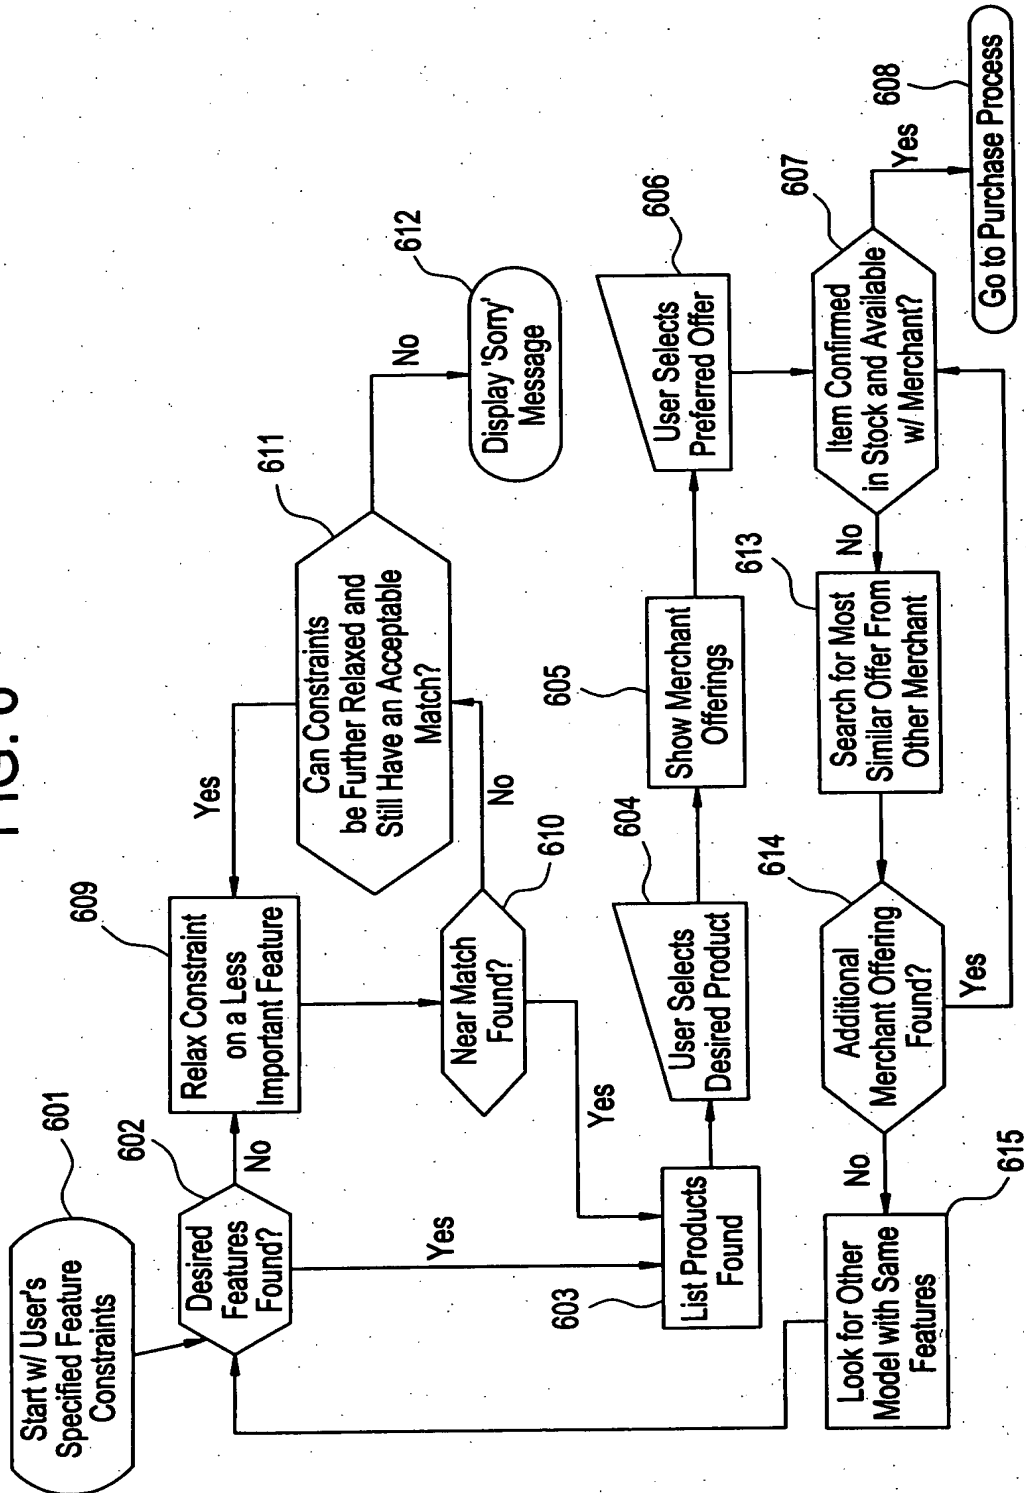 FIG. 6
601
Start w/ User's
Specified Feature
Constraints
602
Desired
Features
Found?
No
Yes
609
Relax Constraint
on a Less
Important Feature
Yes
611
Can Constraints
be Further Relaxed and
Still Have an Acceptable
Match?
No
612
Display 'Sorry'
Message
610
Near Match
Found?
No
Yes
603
List Products
Found
604
User Selects
Desired Product
605
Show Merchant
Offerings
606
User Selects
Preferred Offer
607
Item Confirmed
in Stock and Available
w/ Merchant?
Yes
608
Go to Purchase Process
No
613
Search for Most
Similar Offer From
Other Merchant
614
Additional
Merchant Offering
Found?
Yes
No
615
Look for Other
Model with Same
Features